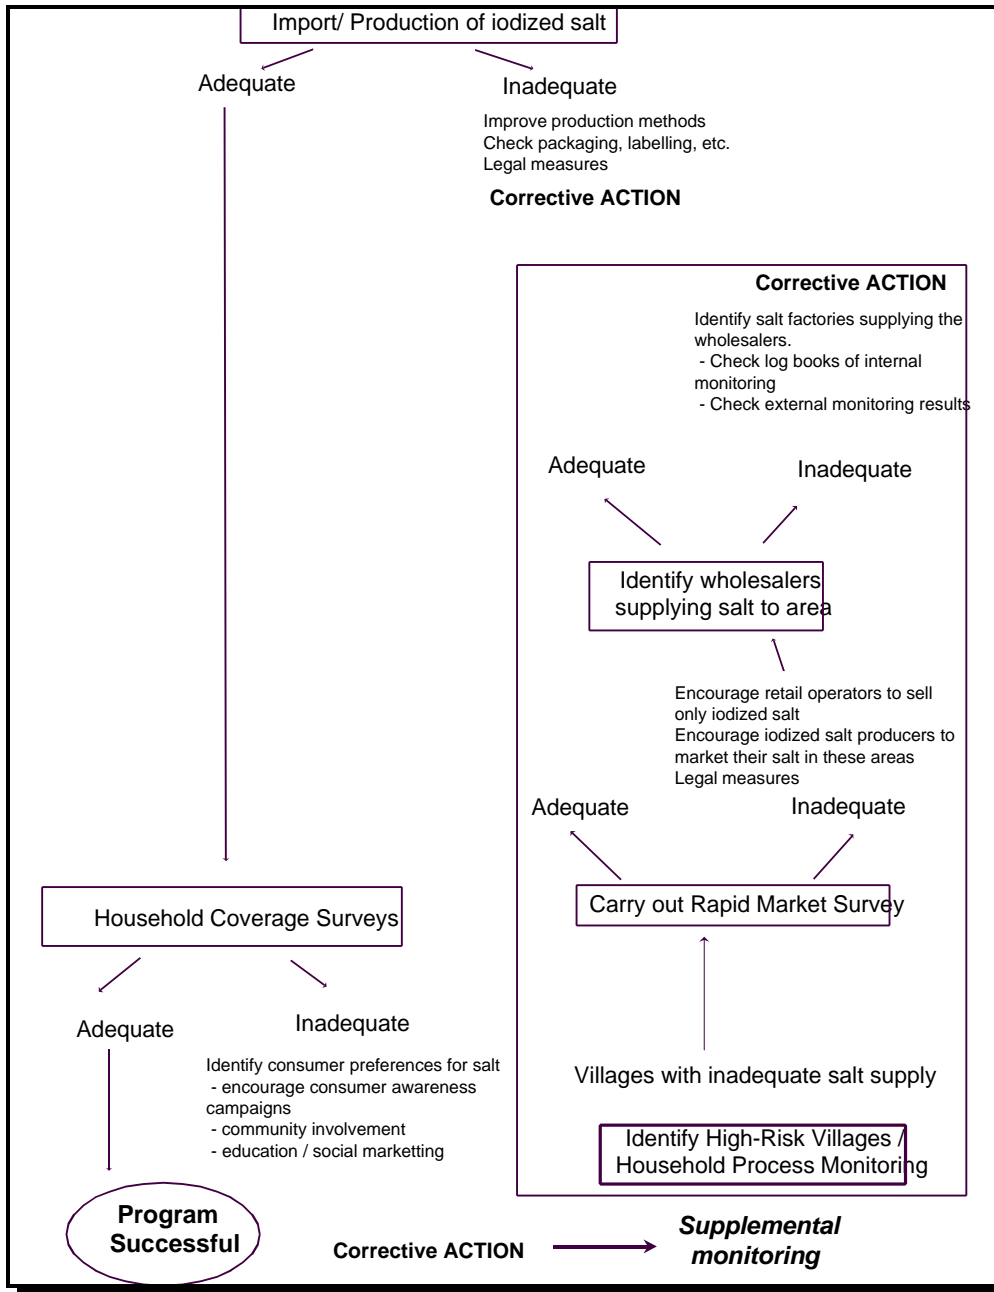 Import/ Production of iodized salt
Adequate
Inadequate
Improve production methods
Check packaging, labelling, etc.
Legal measures
Corrective ACTION
Corrective ACTION
Identify salt factories supplying the
wholesalers.
- Check log books of internal
monitoring
- Check external monitoring results
Adequate
Inadequate
Identify wholesalers
supplying salt to area
Encourage retail operators to sell
only iodized salt
Encourage iodized salt producers to
market their salt in these areas
Legal measures
Adequate
Inadequate
Carry out Rapid Market Survey
Household Coverage Surveys
Adequate
Inadequate
Identify consumer preferences for salt
- encourage consumer awareness
campaigns
- community involvement
- education / social marketting
Villages with inadequate salt supply
Identify High-Risk Villages /
Household Process Monitoring
Program
Successful
Corrective ACTION
Supplemental
monitoring